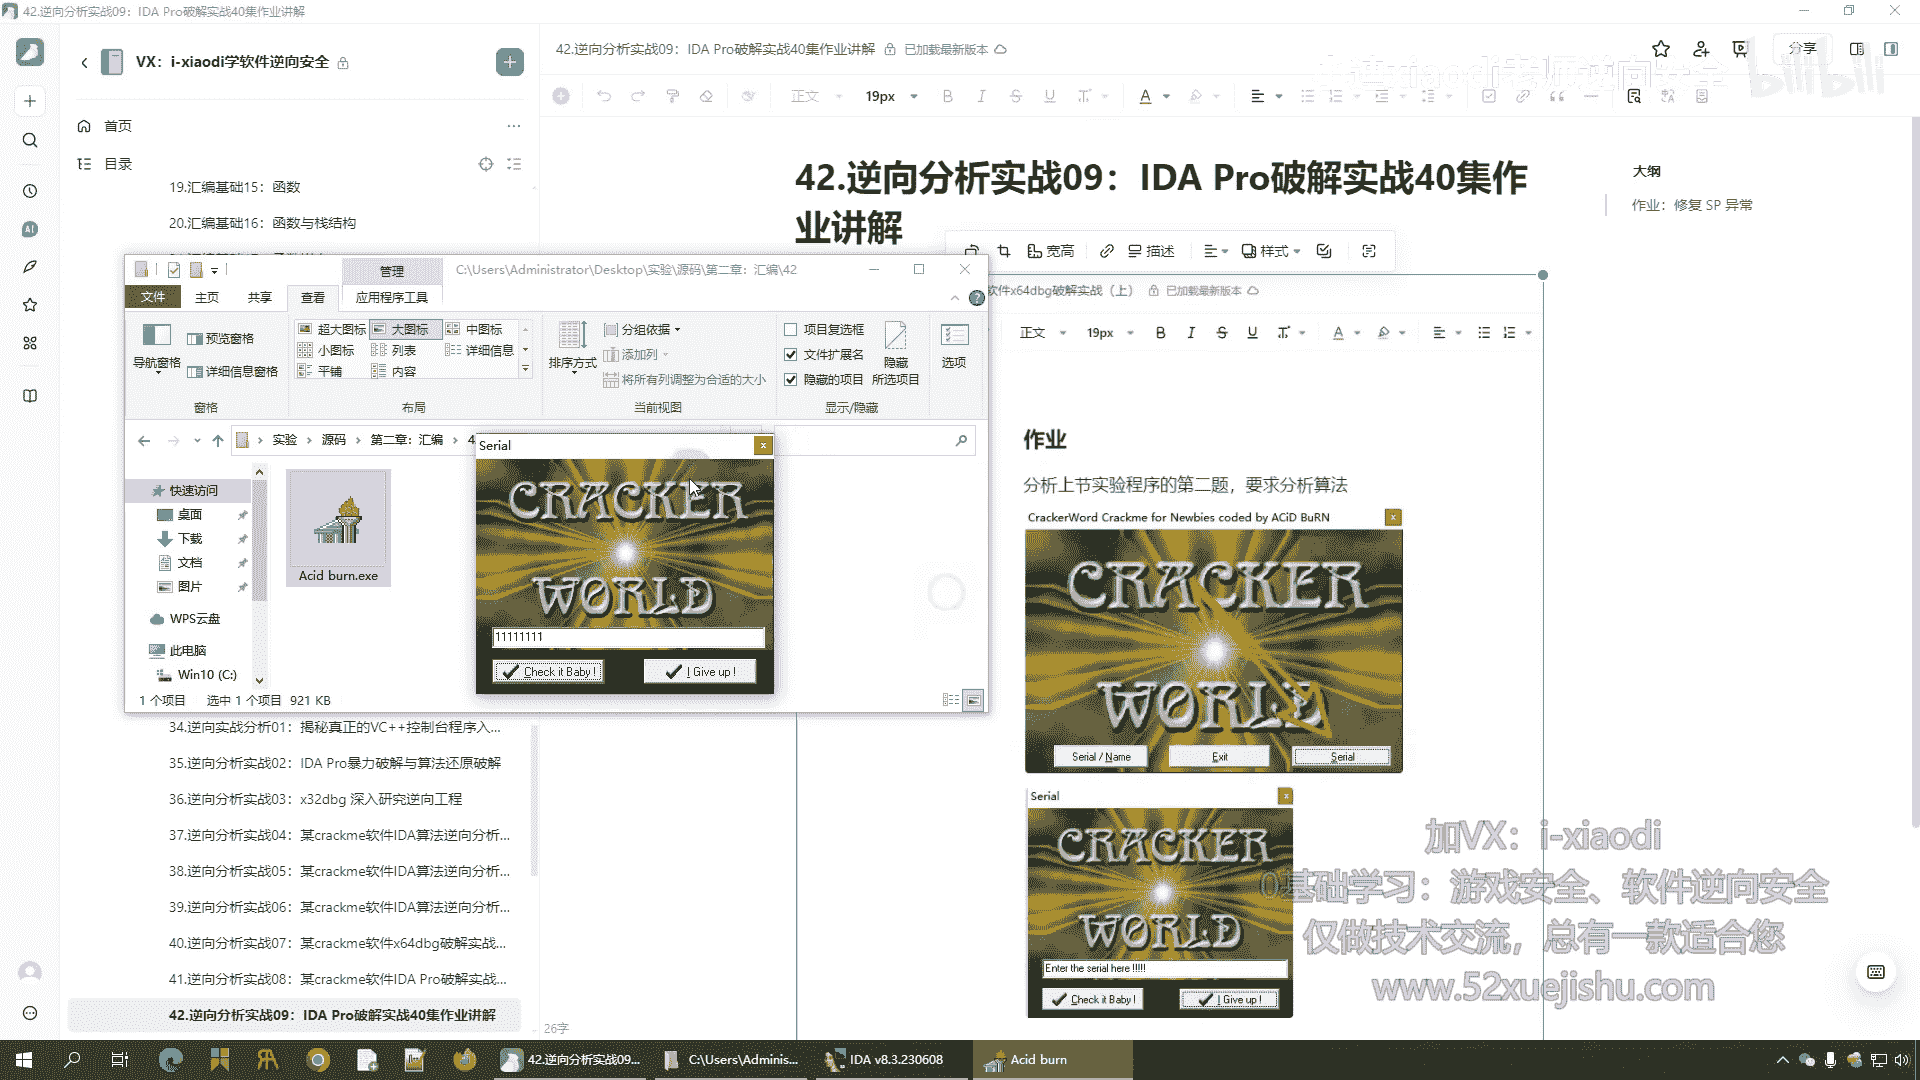 42.逆向分析实战09：IDA Pro破解实战40集作业讲解
VX：i-xiaodi学软件逆向安全
首页
目录
19.汇编基础15：函数
20.汇编基础16：函数与栈结构
42.逆向分析实战09：IDA Pro破解实战40集作业讲解
已加载最新版本
分享
bilibili
正文
19px
42.逆向分析实战09：IDA Pro破解实战40集作
业讲解
大纲
作业：修复 SP 异常
宽高
描述
样式
管理
C:\Users\Administrator\Desktop\实验\源码\第二章：汇编\42
文件
主页
共享
查看
应用程序工具
导航窗格
预览窗格
详细信息窗格
窗格
超大图标
大图标
中图标
小图标
列表
详细信息
平铺
内容
布局
排序方式
分组依据
添加列
将所有列调整为合适的大小
当前视图
项目复选框
文件扩展名
隐藏的项目
隐藏
所选项目
显示/隐藏
选项
实验
源码
第二章：汇编
快速访问
桌面
下载
文档
图片
WPS云盘
此电脑
Win10 (C:)
Acid burn.exe
1 个项目
选中 1 个项目 921 KB
Serial
CRACKER
WORLD
11111111
Check it Baby !
I Give up !
软件x64dbg破解实战（上）
已加载最新版本
正文
19px
作业
分析上节实验程序的第二题，要求分析算法
CrackerWord Crackme for Newbies coded by ACiD BuRN
CRACKER
WORLD
Serial / Name
Exit
Serial
Serial
CRACKER
WORLD
Enter the serial here !!!!!
Check it Baby !
I Give up !
34.逆向实战分析01：揭秘真正的VC++控制台程序入...
35.逆向分析实战02：IDA Pro暴力破解与算法还原破解
36.逆向分析实战03：x32dbg 深入研究逆向工程
37.逆向分析实战04：某crackme软件IDA算法逆向分析...
38.逆向分析实战05：某crackme软件IDA算法逆向分析...
39.逆向分析实战06：某crackme软件IDA算法逆向分析...
40.逆向分析实战07：某crackme软件x64dbg破解实战...
41.逆向分析实战08：某crackme软件IDA Pro破解实战...
42.逆向分析实战09：IDA Pro破解实战40集作业讲解
26字
加VX：i-xiaodi
0基础学习：游戏安全、软件逆向安全
仅做技术交流，总有一款适合您
www.52xuejishu.com
42.逆向分析实战09...
C:\Users\Adminis...
IDA v8.3.230608
Acid burn